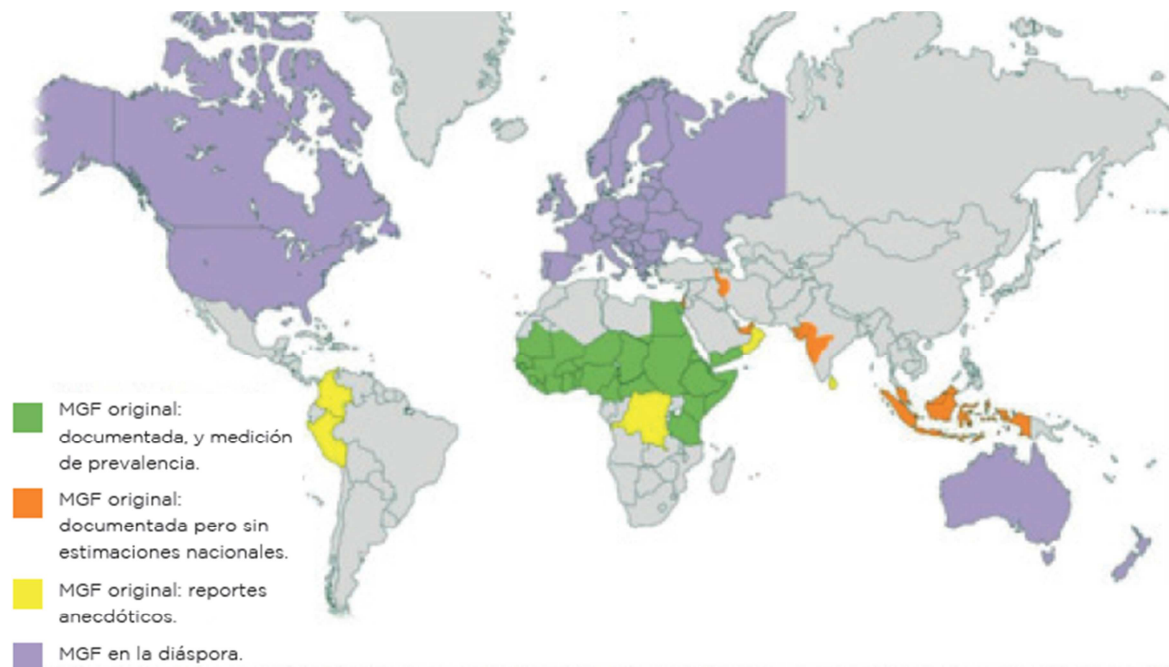 MGF original:
documentada, y medición
de prevalencia.
MGF original:
documentada pero sin
estimaciones nacionales.
MGF original: reportes
anecdóticos.
MGF en la diáspora.